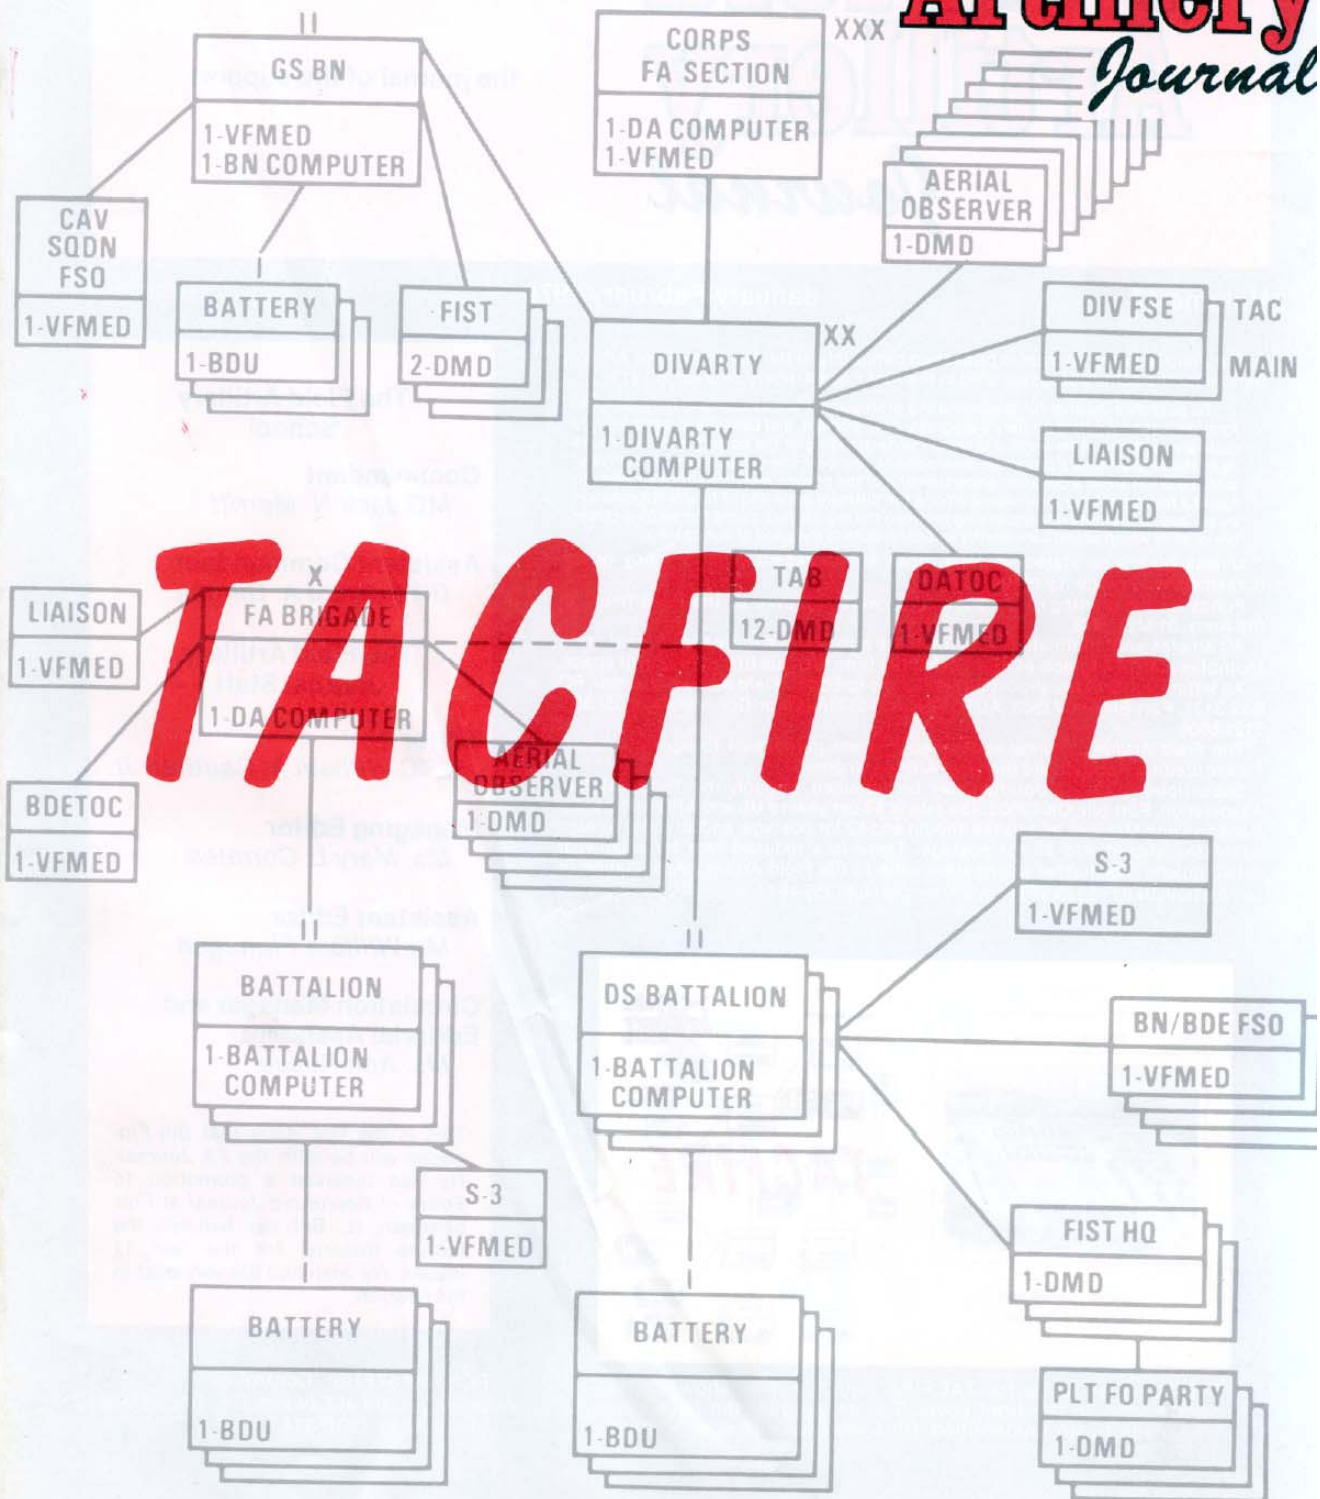 Artillery
Journal
GS BN
1-VFMED
1-BN COMPUTER
CORPS
FA SECTION
1-DA COMPUTER
1-VFMED
XXX
AERIAL
OBSERVER
1-DMD
CAV
SQDN
FSO
1-VFMED
BATTERY
1-BDU
FIST
2-DMD
DIVARTY
1-DIVARTY
COMPUTER
XX
DIV FSE
1-VFMED
TAC
MAIN
LIAISON
1-VFMED
TACFIRE
TAB
12-DMD
DATOC
1-VFMED
LIAISON
1-VFMED
X
FA BRIGADE
1-DA COMPUTER
AERIAL
OBSERVER
1-DMD
BDETOC
1-VFMED
S-3
1-VFMED
II
BATTALION
1-BATTALION
COMPUTER
II
DS BATTALION
1-BATTALION
COMPUTER
BN/BDE FSO
1-VFMED
S-3
1-VFMED
FIST HQ
1-DMD
BATTERY
1-BDU
BATTERY
1-BDU
PLT FO PARTY
1-DMD